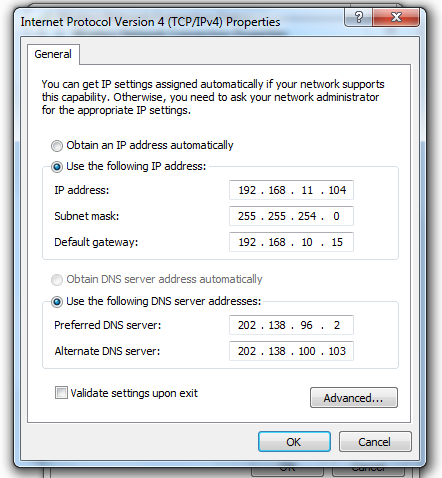 Internet Protocol Version 4 (TCP/IPv4) Properties
General
You can get IP settings assigned automatically if your network supports
this capability. Otherwise, you need to ask your network administrator
for the appropriate IP settings.
Obtain an IP address automatically
Use the following IP address:
IP address: 192 . 168 . 11 . 104
Subnet mask: 255 . 255 . 254 . 0
Default gateway: 192 . 168 . 10 . 15
Obtain DNS server address automatically
Use the following DNS server addresses:
Preferred DNS server: 202 . 138 . 96 . 2
Alternate DNS server: 202 . 138 . 100 . 103
Validate settings upon exit
Advanced...
OK Cancel
OK Cancel